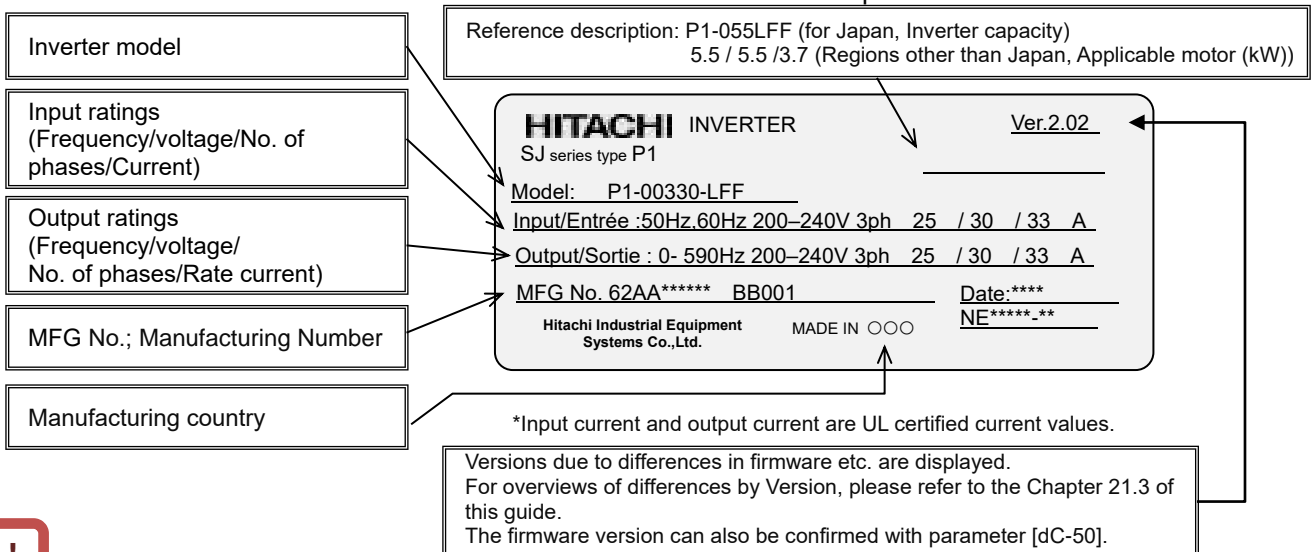 Reference description: P1-055LFF (for Japan, Inverter capacity)
5.5 / 5.5 /3.7 (Regions other than Japan, Applicable motor (kW))
Inverter model
Input ratings
(Frequency/voltage/No. of
phases/Current)
Output ratings
(Frequency/voltage/
No. of phases/Rate current)
MFG No.; Manufacturing Number
Manufacturing country
HITACHI INVERTER Ver.2.02
SJ series type P1
Model: P1-00330-LFF
Input/Entrée :50Hz,60Hz 200–240V 3ph 25 / 30 / 33 A
Output/Sortie : 0- 590Hz 200–240V 3ph 25 / 30 / 33 A
MFG No. 62AA****** BB001 Date:****
NE*****-**
Hitachi Industrial Equipment
Systems Co.,Ltd.
MADE IN ○○○
*Input current and output current are UL certified current values.
Versions due to differences in firmware etc. are displayed.
For overviews of differences by Version, please refer to the Chapter 21.3 of
this guide.
The firmware version can also be confirmed with parameter [dC-50].